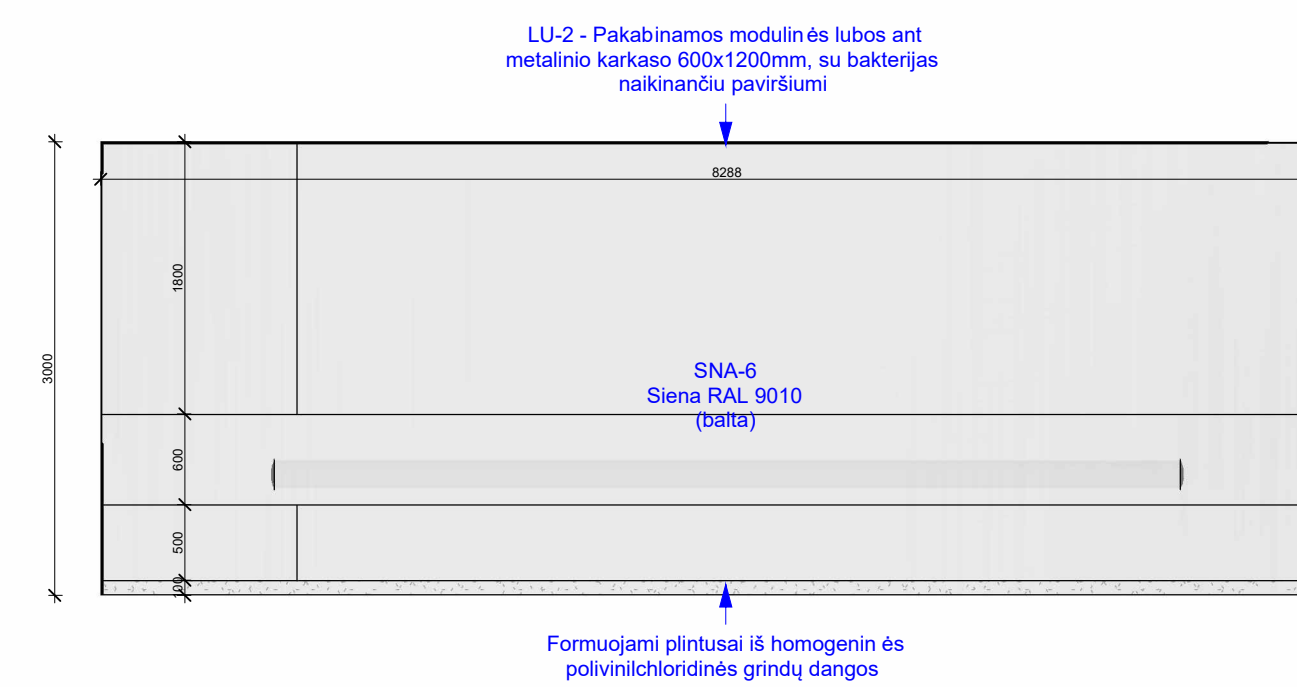 LU-2 - Pakabinamos modulinės lubos ant
metalinio karkaso 600x1200mm, su bakterijas
naikinančiu paviršiumi
8288
1800
3000
SNA-6
Siena RAL 9010
(balta)
600
500
100
Formuojami plintusai iš homogeninės
polivinilchloridinės grindų dangos